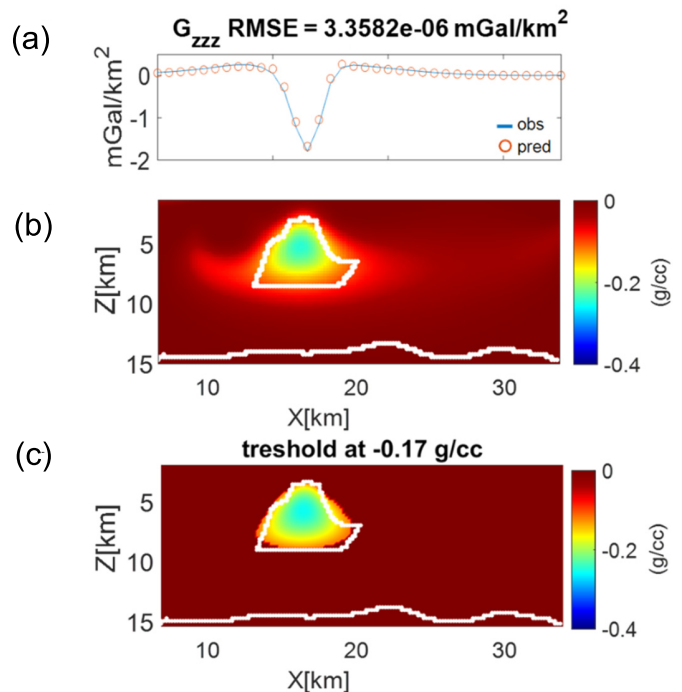 (a)
G_zzz RMSE = 3.3582e-06 mGal/km²
mGal/km²
0
-1
-2
obs
pred
(b)
Z[km]
5
10
15
10
20
30
X[km]
0
-0.2
-0.4
(g/cc)
(c)
treshold at -0.17 g/cc
Z[km]
5
10
15
10
20
30
X[km]
0
-0.2
-0.4
(g/cc)